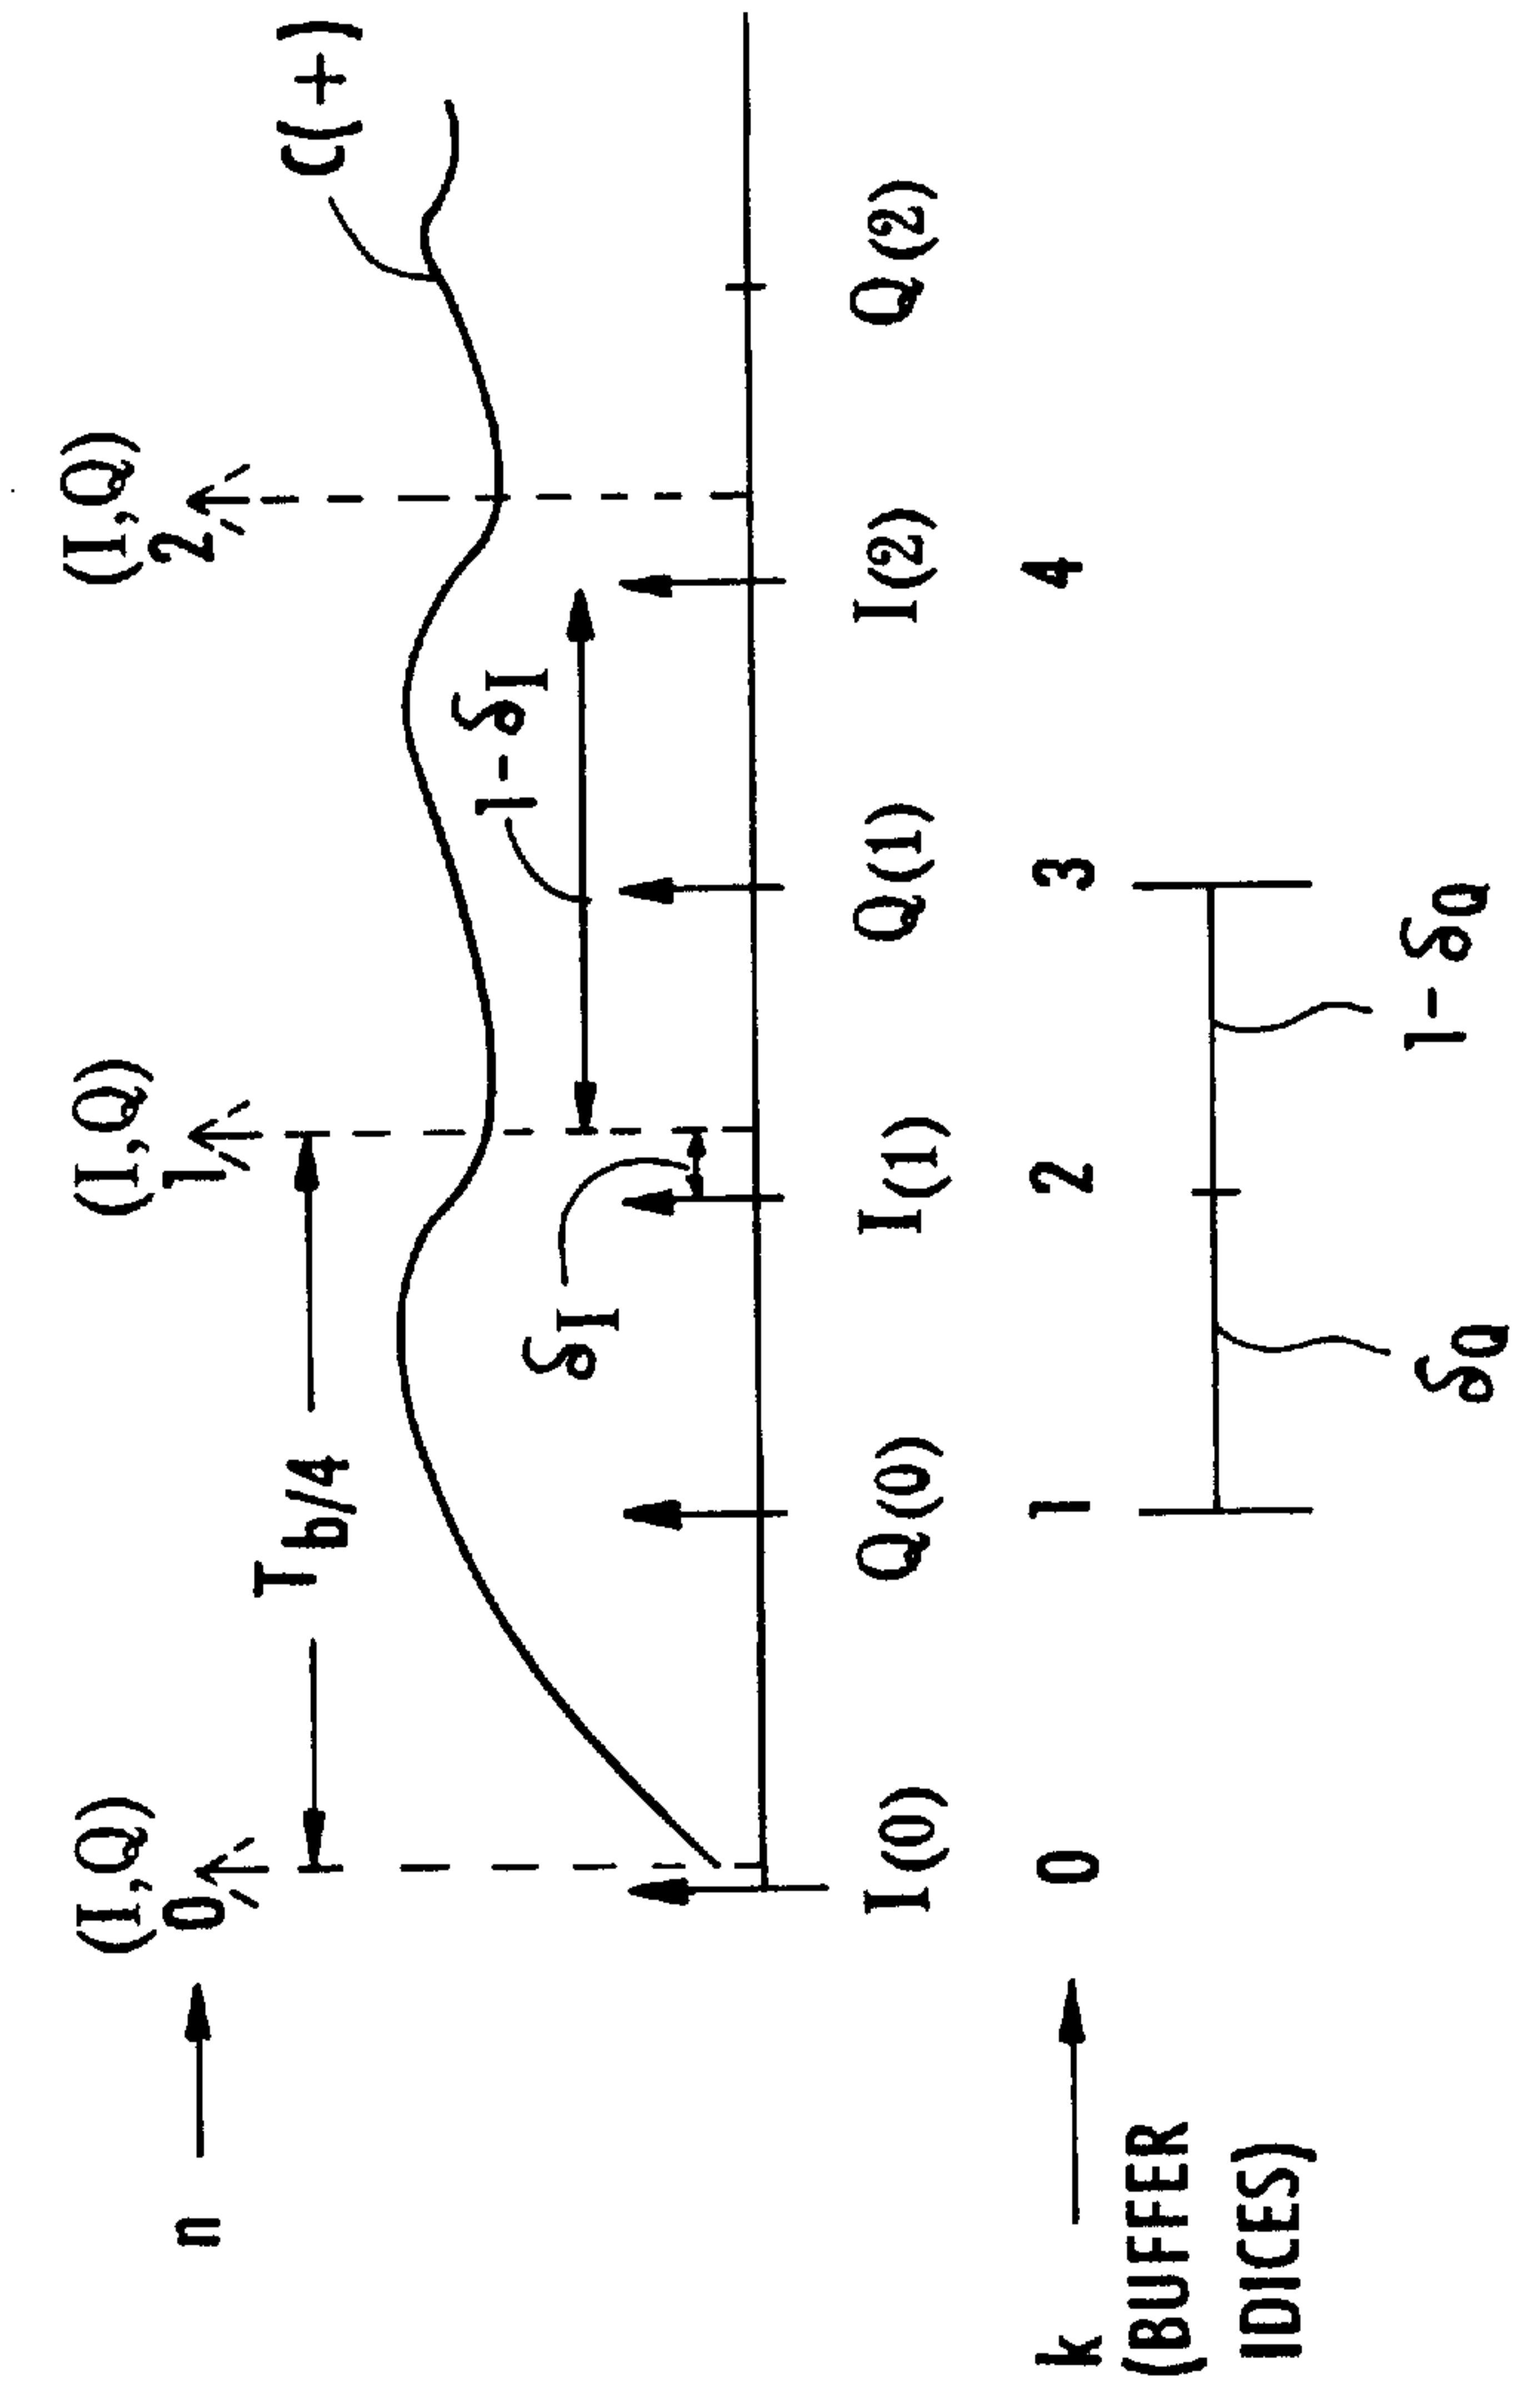 n
(I,Q)
0
(I,Q)
1
(I,Q)
2
T b/4
C(+)
1-δI
δI
I(0) Q(0) I(1) Q(1) I(2) Q(2)
k 0 1 2 3 4
(BUFFER
IDICES)
δQ 1-δQ